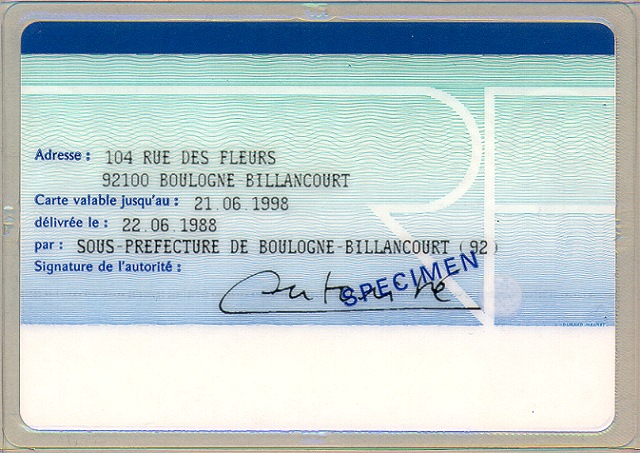 Adresse : 104 RUE DES FLEURS
92100 BOULOGNE BILLANCOURT
Carte valable jusqu'au : 21.06.1998
délivrée le : 22.06.1988
par : SOUS-PREFECTURE DE BOULOGNE-BILLANCOURT (92)
Signature de l'autorité :
SPECIMEN
RF